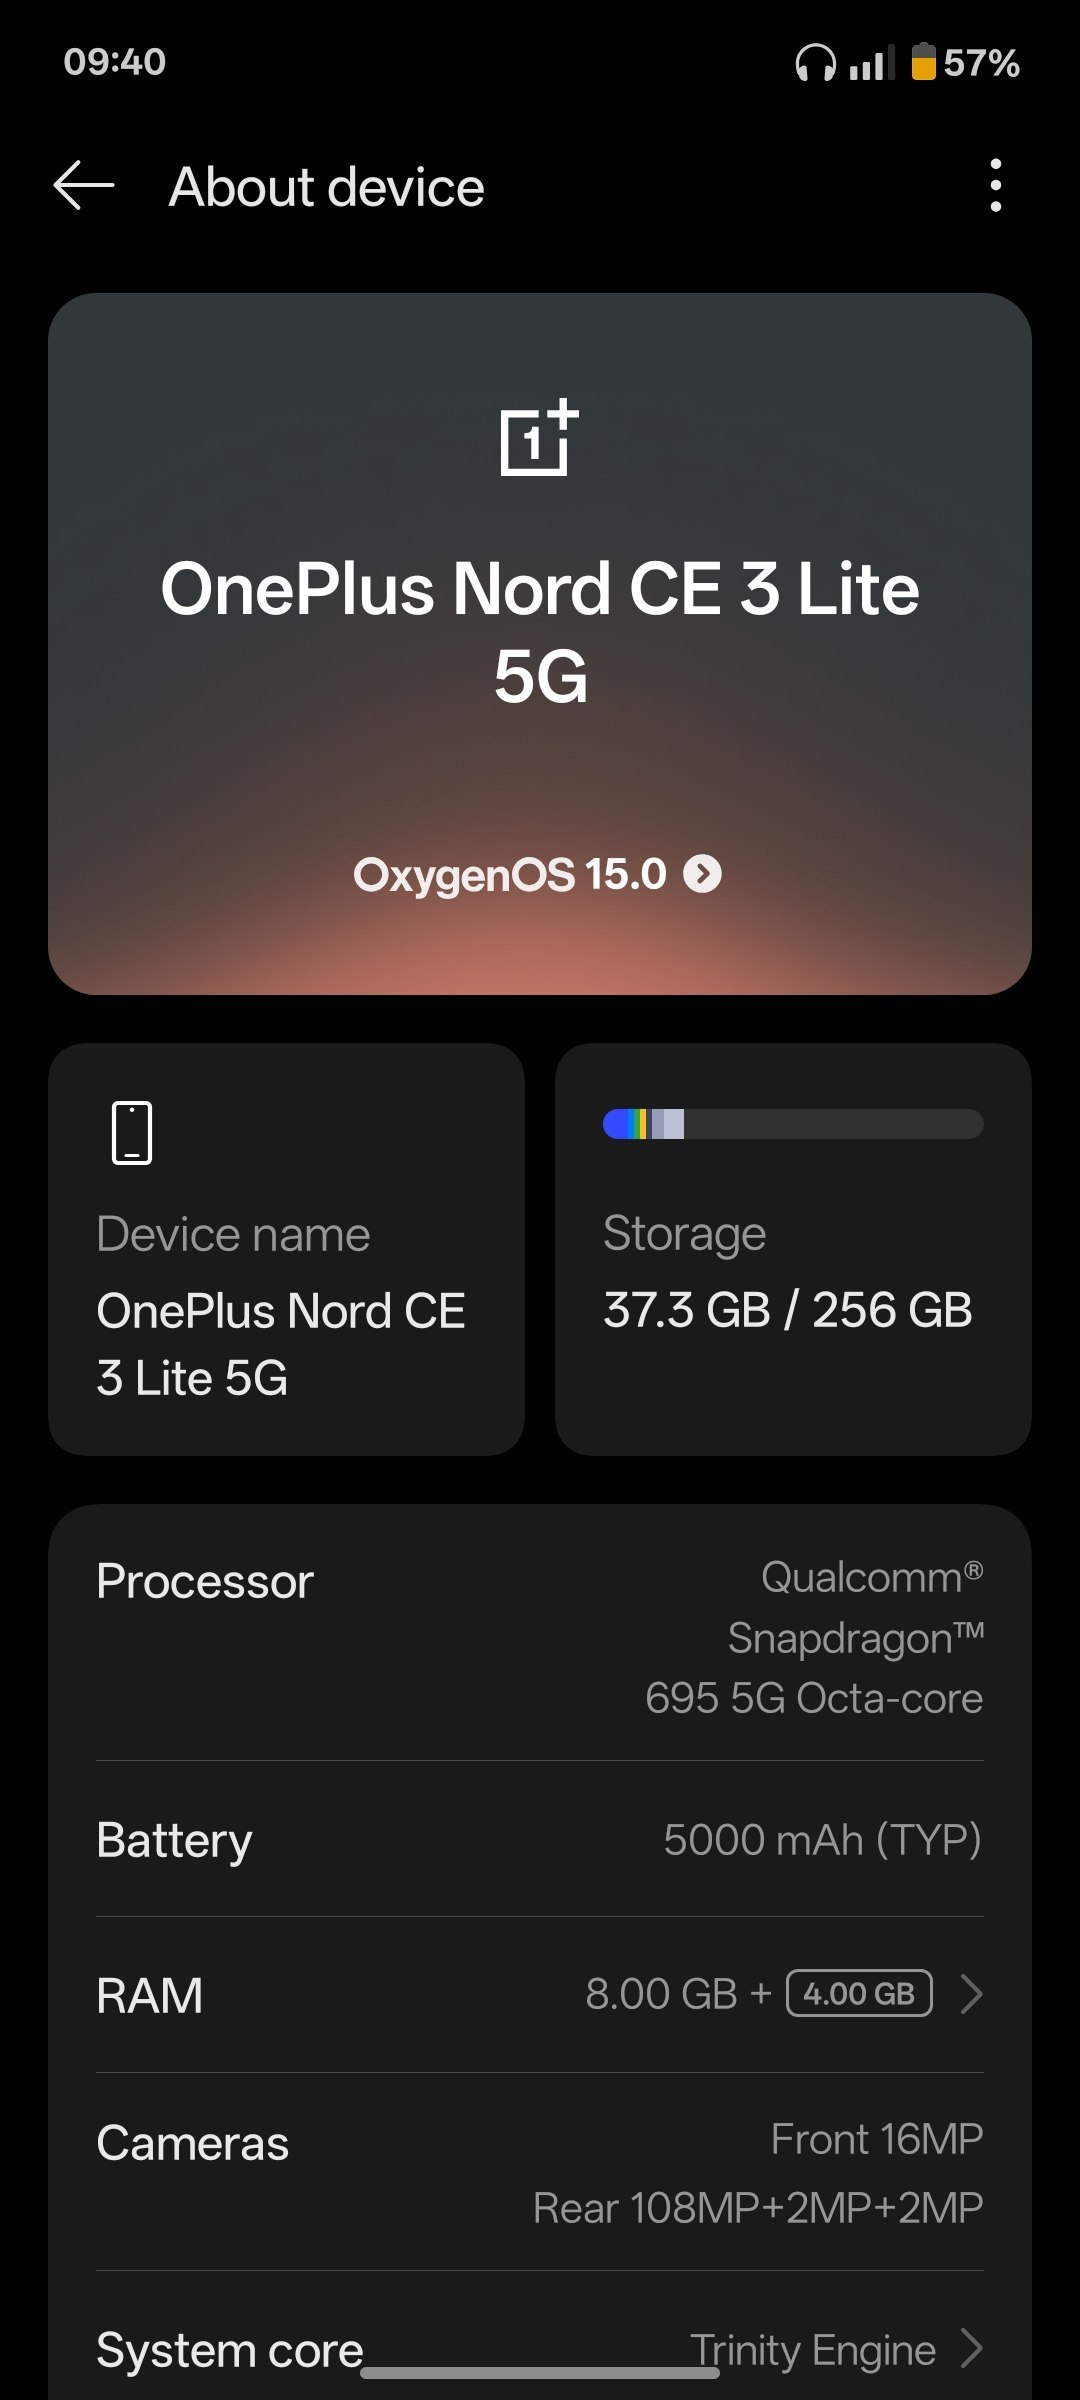 09:40
57%
About device
OnePlus Nord CE 3 Lite
5G
OxygenOS 15.0
Device name
OnePlus Nord CE
3 Lite 5G
Storage
37.3 GB / 256 GB
Processor
Qualcomm®
Snapdragon™
695 5G Octa-core
Battery
5000 mAh (TYP)
RAM
8.00 GB + 4.00 GB
Cameras
Front 16MP
Rear 108MP+2MP+2MP
System core
Trinity Engine